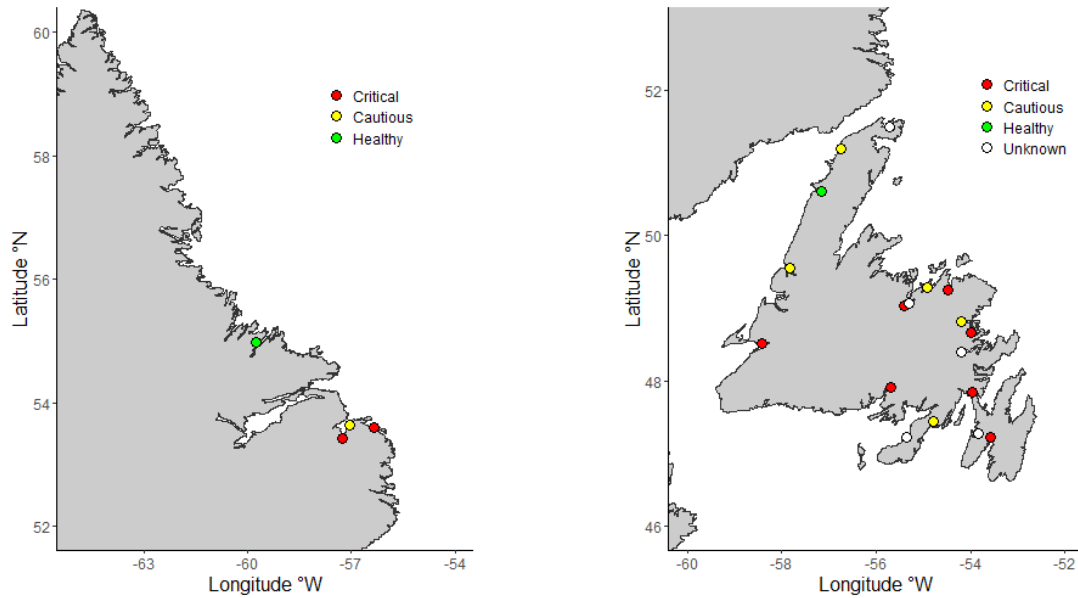 60
58
56
54
52
Latitude °N
-63
-60
-57
-54
Longitude °W
Critical
Cautious
Healthy
52
50
48
46
Latitude °N
-60
-58
-56
-54
-52
Longitude °W
Critical
Cautious
Healthy
Unknown